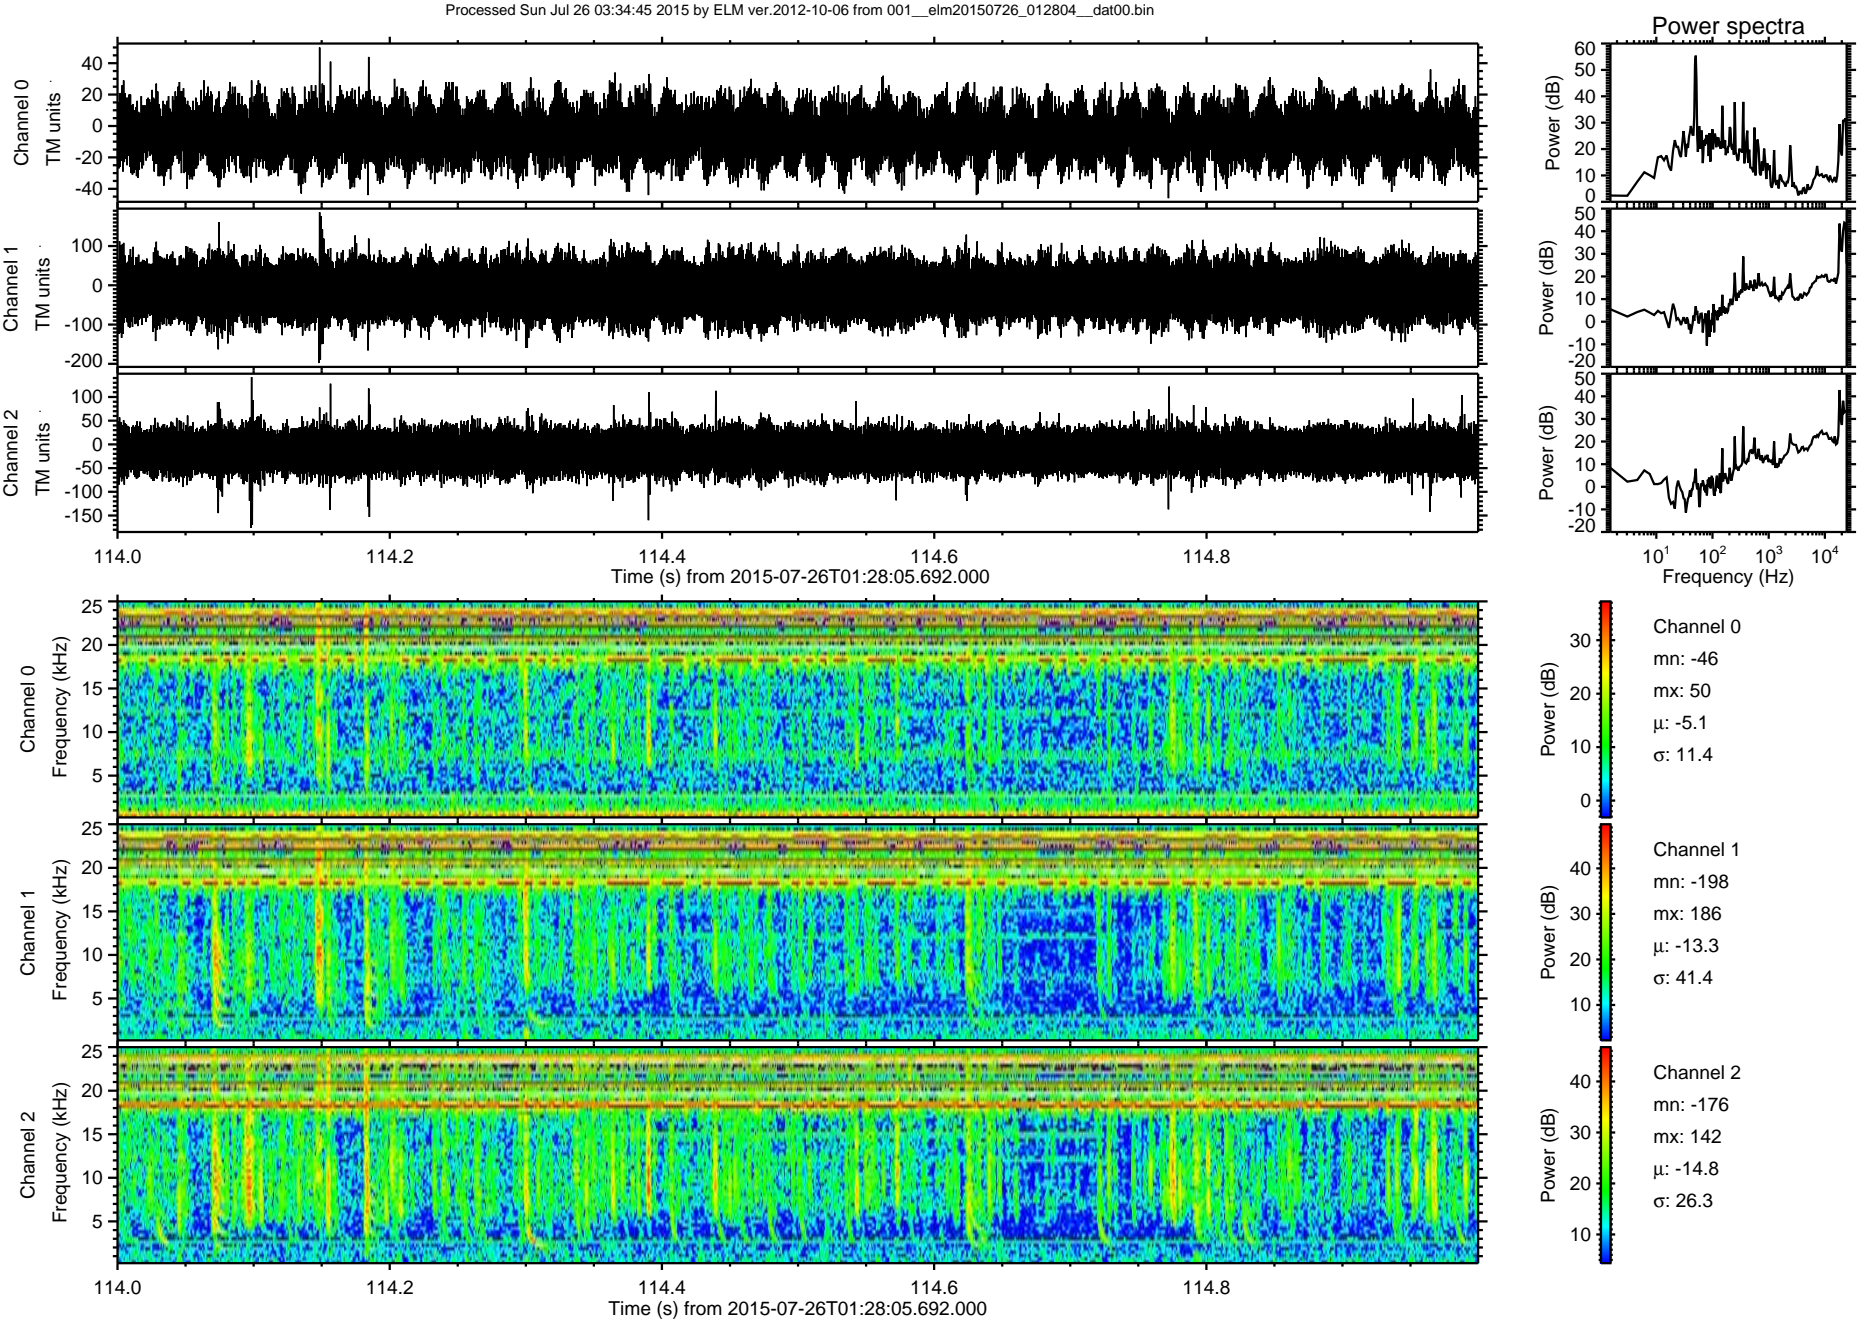 Processed Sun Jul 26 03:34:45 2015 by ELM ver.2012-10-06 from 001__elm20150726_012804__dat00.bin
Power spectra
Channel 0
TM units
40
20
0
-20
-40
Power (dB)
60
50
40
30
20
10
0
Channel 1
TM units
100
0
-100
-200
Power (dB)
50
40
30
20
10
0
-10
-20
Channel 2
TM units
100
50
0
-50
-100
-150
Power (dB)
50
40
30
20
10
0
-10
-20
114.0 114.2 114.4 114.6 114.8
Time (s) from 2015-07-26T01:28:05.692.000
10^1 10^2 10^3 10^4
Frequency (Hz)
Channel 0
Frequency (kHz)
25
20
15
10
5
Power (dB)
30
20
10
0
Channel 0
mn: -46
mx: 50
μ: -5.1
σ: 11.4
Channel 1
Frequency (kHz)
25
20
15
10
5
Power (dB)
40
30
20
10
Channel 1
mn: -198
mx: 186
μ: -13.3
σ: 41.4
Channel 2
Frequency (kHz)
25
20
15
10
5
Power (dB)
40
30
20
10
Channel 2
mn: -176
mx: 142
μ: -14.8
σ: 26.3
114.0 114.2 114.4 114.6 114.8
Time (s) from 2015-07-26T01:28:05.692.000